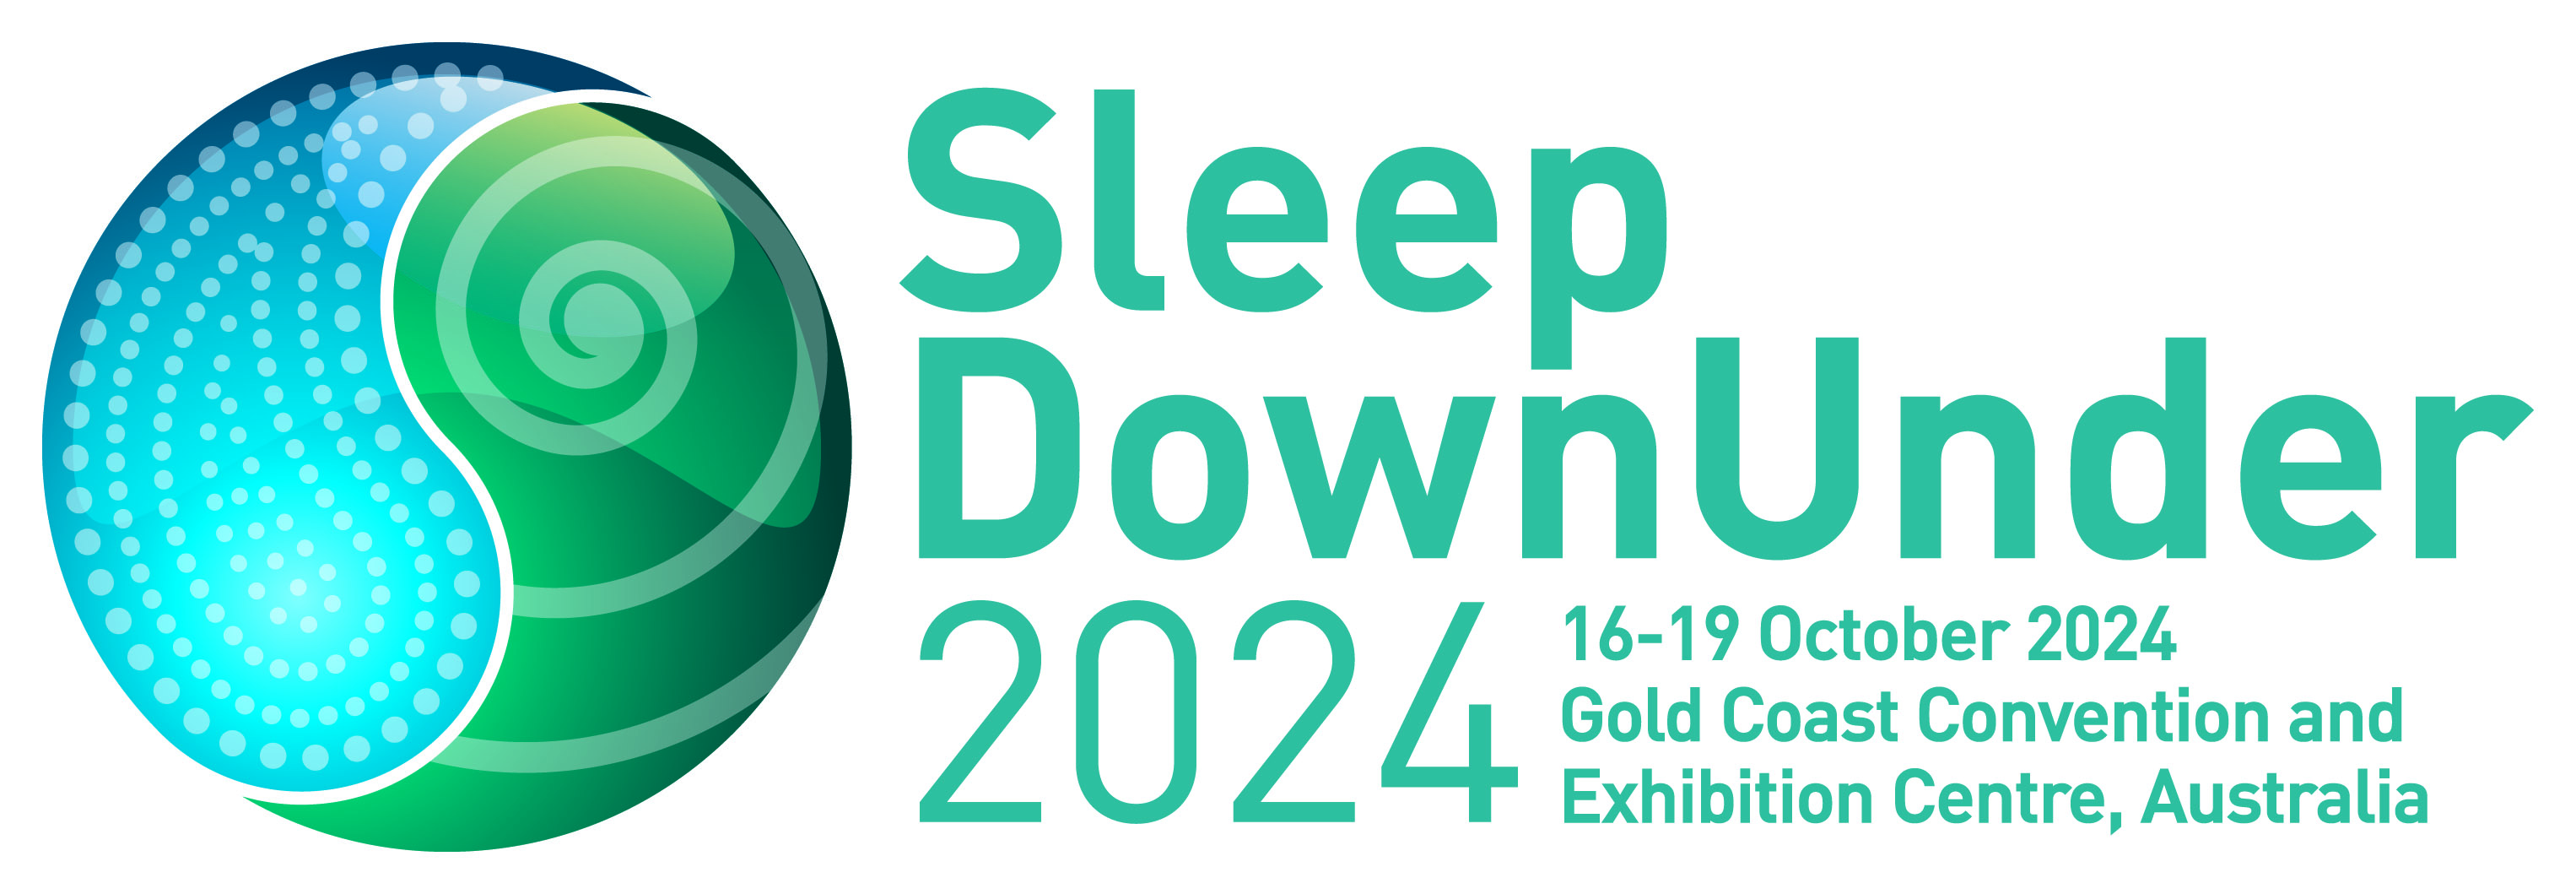 Sleep
DownUnder
2024
16-19 October 2024
Gold Coast Convention and
Exhibition Centre, Australia